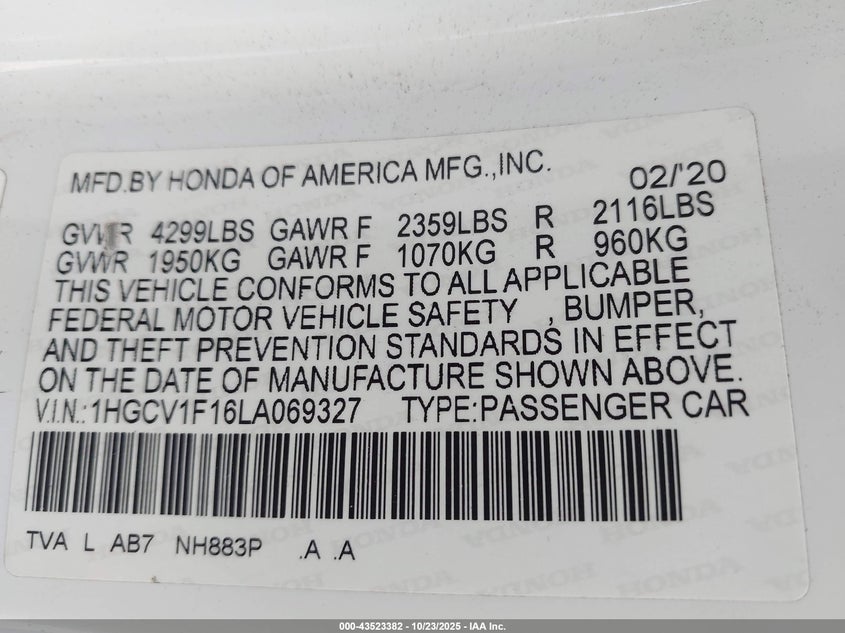 MFD.BY HONDA OF AMERICA MFG.,INC. 02/'20
GVWR 4299LBS GAWR F 2359LBS R 2116LBS
GVWR 1950KG GAWR F 1070KG R 960KG
THIS VEHICLE CONFORMS TO ALL APPLICABLE
FEDERAL MOTOR VEHICLE SAFETY , BUMPER,
AND THEFT PREVENTION STANDARDS IN EFFECT
ON THE DATE OF MANUFACTURE SHOWN ABOVE.
V.I.N.:1HGCV1F16LA069327 TYPE:PASSENGER CAR
TVA L AB7 NH883P .A .A
000-43523382 - 10/23/2025 - IAA Inc.